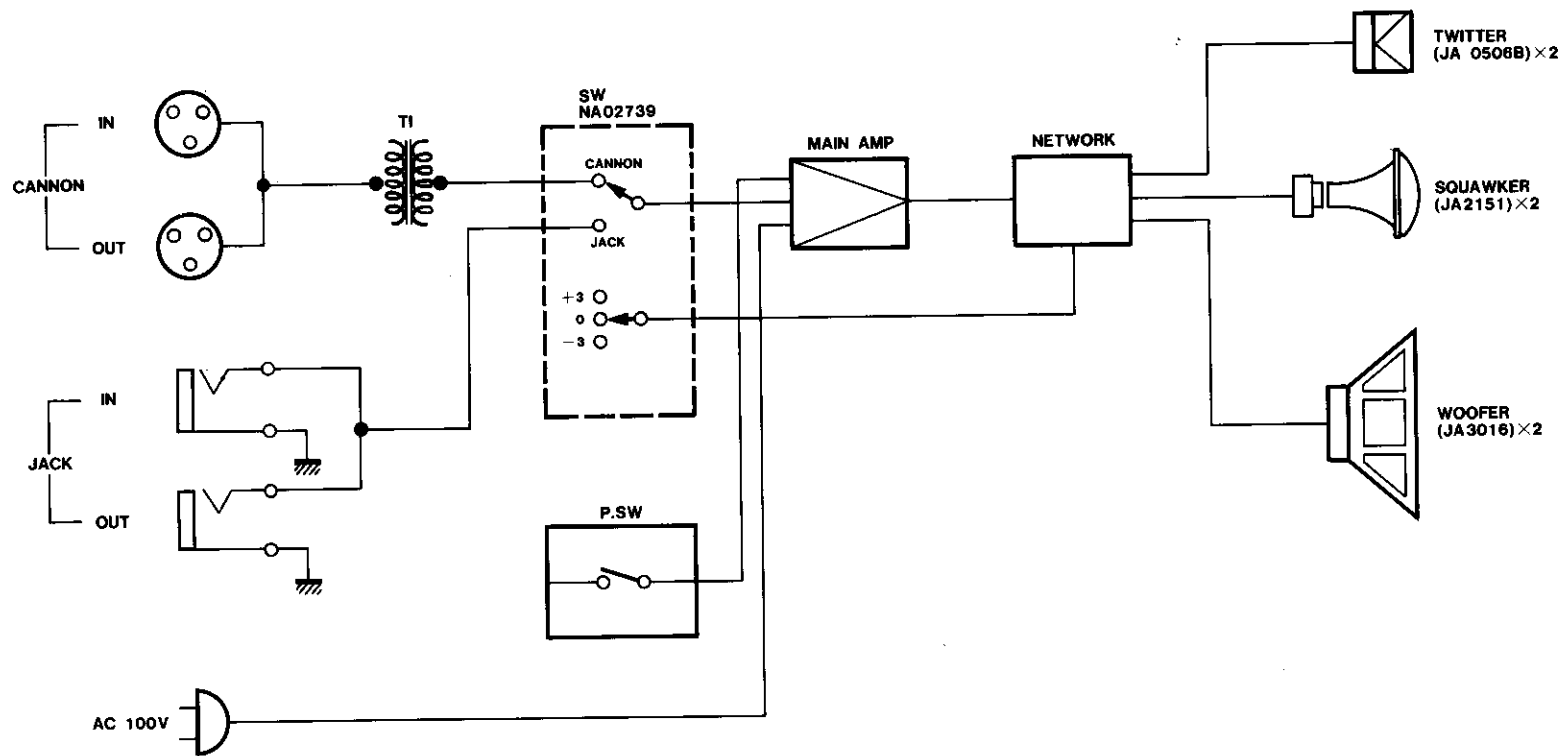 TWITTER
(JA 0506B)×2
SW
NA02739
IN
T1
MAIN AMP
NETWORK
CANNON
CANNON
SQUAWKER
(JA2151)×2
OUT
JACK
+3
0
−3
IN
JACK
OUT
WOOFER
(JA3016)×2
P.SW
AC 100V